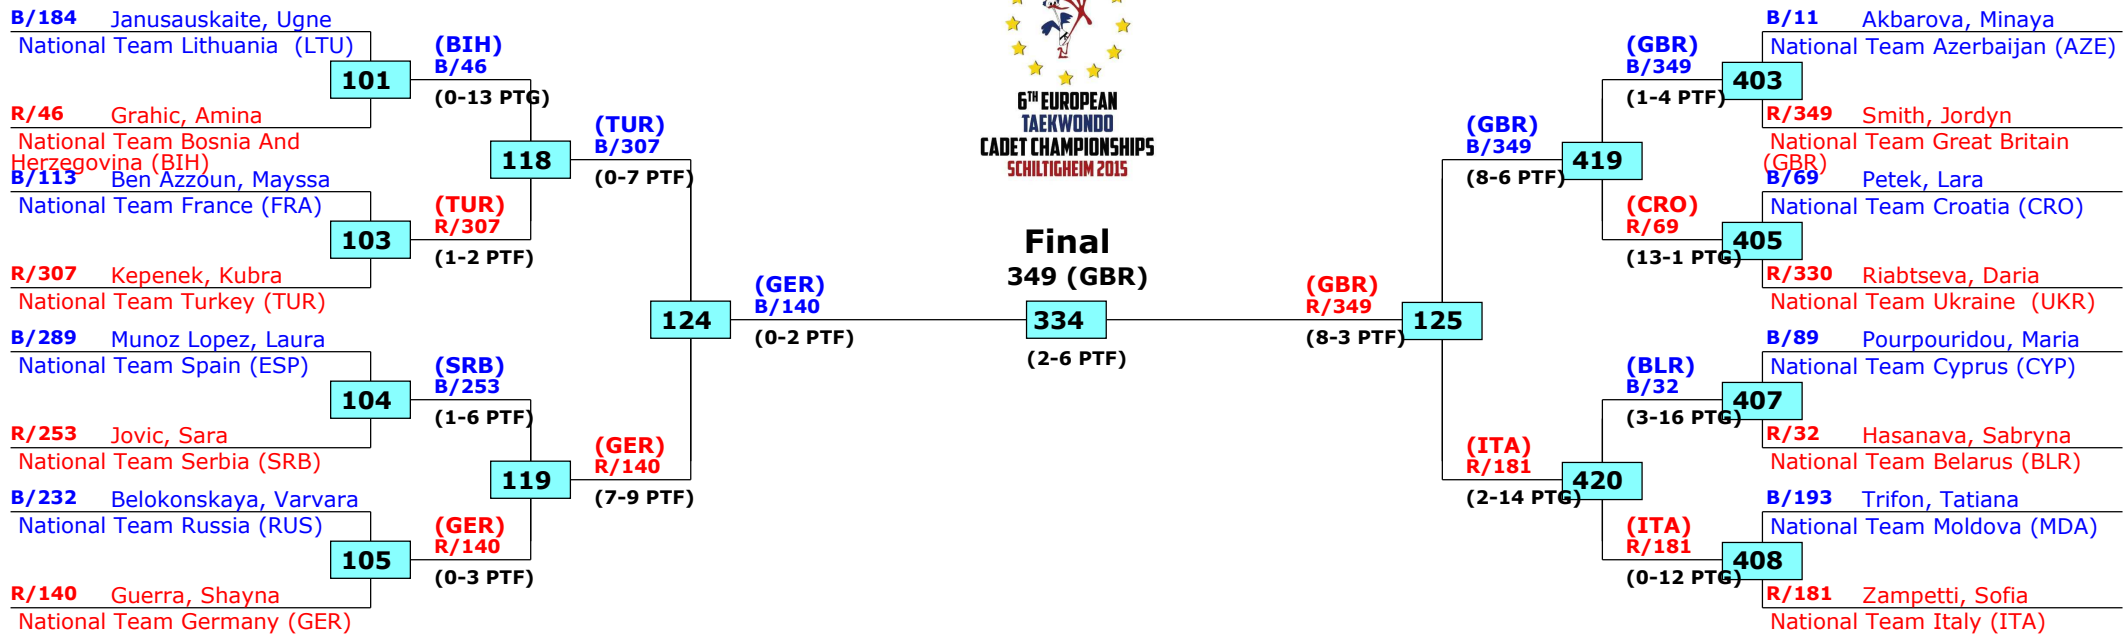 B/184 Janusauskaite, Ugne
National Team Lithuania (LTU)
101
R/46 Grahic, Amina
National Team Bosnia And
Herzegovina (BIH)
B/113 Ben Azzoun, Mayssa
National Team France (FRA)
103
R/307 Kepenek, Kubra
National Team Turkey (TUR)
B/289 Munoz Lopez, Laura
National Team Spain (ESP)
104
R/253 Jovic, Sara
National Team Serbia (SRB)
B/232 Belokonskaya, Varvara
National Team Russia (RUS)
105
R/140 Guerra, Shayna
National Team Germany (GER)
(BIH)
B/46
(0-13 PTG)
118
(TUR)
R/307
(1-2 PTF)
(SRB)
B/253
(1-6 PTF)
119
(GER)
R/140
(0-3 PTF)
(TUR)
B/307
(0-7 PTF)
124
(GER)
R/140
(7-9 PTF)
(GER)
B/140
(0-2 PTF)
6TH EUROPEAN
TAEKWONDO
CADET CHAMPIONSHIPS
SCHILTIGHEIM 2015
Final
349 (GBR)
334
(2-6 PTF)
(GBR)
R/349
(8-3 PTF)
125
(GBR)
B/349
(8-6 PTF)
419
(ITA)
R/181
(2-14 PTG)
420
(GBR)
B/349
(1-4 PTF)
(CRO)
R/69
(13-1 PTG)
(BLR)
B/32
(3-16 PTG)
(ITA)
R/181
(0-12 PTG)
B/11 Akbarova, Minaya
National Team Azerbaijan (AZE)
403
R/349 Smith, Jordyn
National Team Great Britain
(GBR)
B/69 Petek, Lara
National Team Croatia (CRO)
405
R/330 Riabtseva, Daria
National Team Ukraine (UKR)
B/89 Pourpouridou, Maria
National Team Cyprus (CYP)
407
R/32 Hasanava, Sabryna
National Team Belarus (BLR)
B/193 Trifon, Tatiana
National Team Moldova (MDA)
408
R/181 Zampetti, Sofia
National Team Italy (ITA)